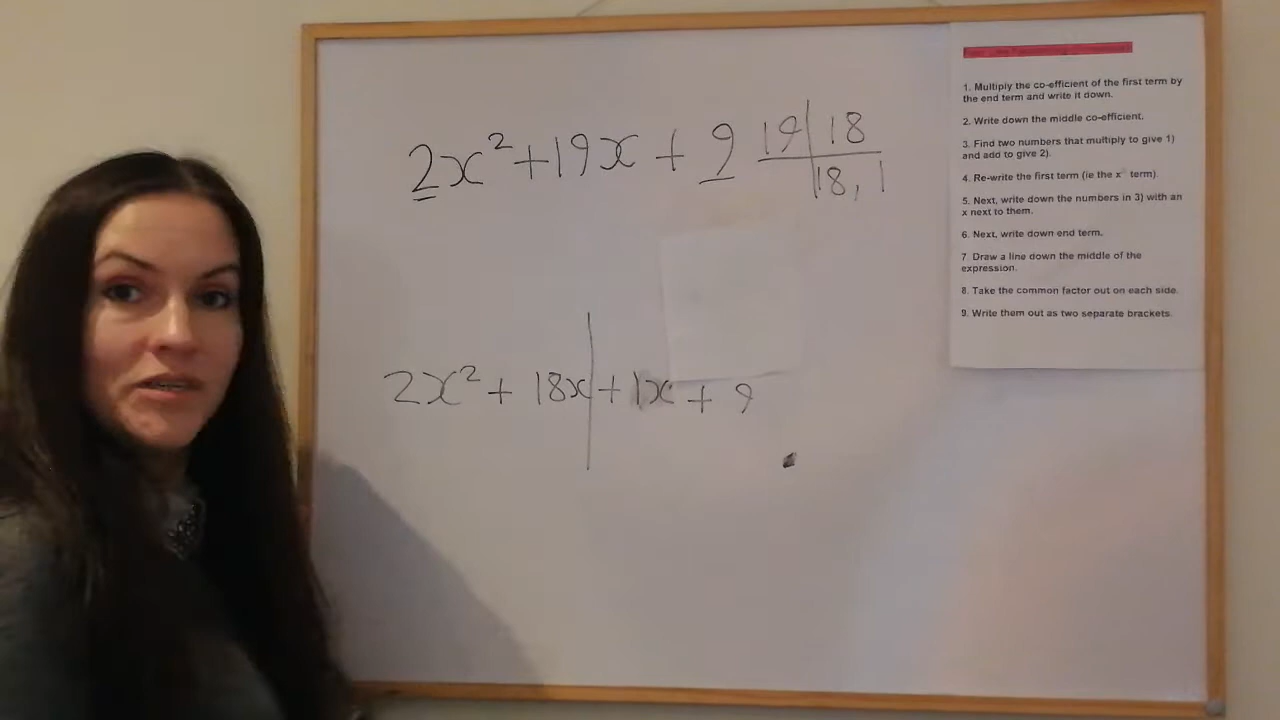 2x² + 19x + 9
19 | 18
18, 1
2x² + 18x | + 1x + 9
1. Multiply the co-efficient of the first term by
the end term and write it down.
2. Write down the middle co-efficient.
3. Find two numbers that multiply to give 1)
and add to give 2).
4. Re-write the first term (ie the x² term).
5. Next, write down the numbers in 3) with an
x next to them.
6. Next, write down end term.
7 Draw a line down the middle of the
expression.
8. Take the common factor out on each side.
9. Write them out as two separate brackets.